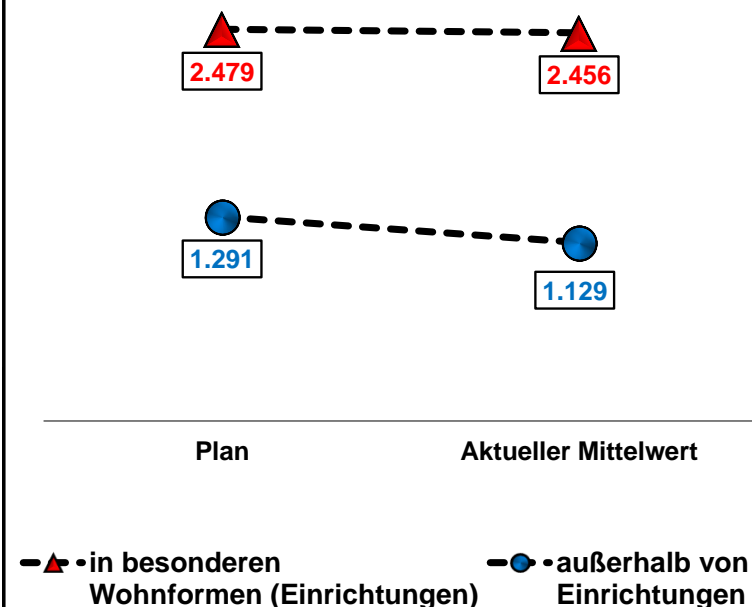 2.479
2.456
1.291
1.129
Plan
Aktueller Mittelwert
in besonderen
Wohnformen (Einrichtungen)
außerhalb von
Einrichtungen